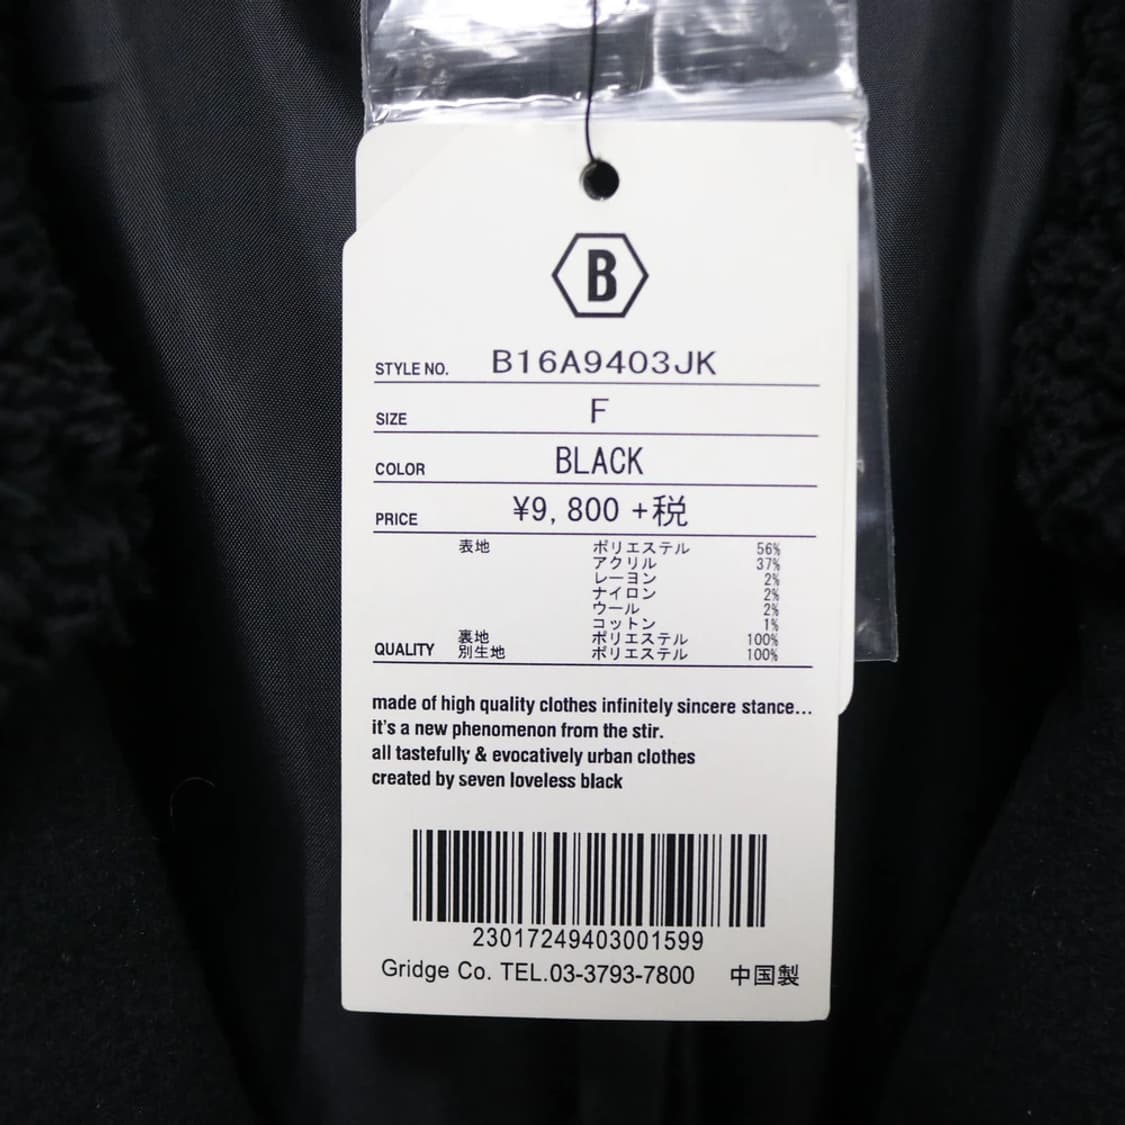 B
STYLE NO. B16A9403JK
SIZE F
COLOR BLACK
PRICE ¥9,800 +税
表地 ポリエステル 56%
アクリル 37%
レーヨン 2%
ナイロン 2%
ウール 2%
コットン 1%
裏地 ポリエステル 100%
QUALITY 別生地 ポリエステル 100%
made of high quality clothes infinitely sincere stance...
it's a new phenomenon from the stir.
all tastefully & evocatively urban clothes
created by seven loveless black
23017249403001599
Gridge Co. TEL.03-3793-7800 中国製